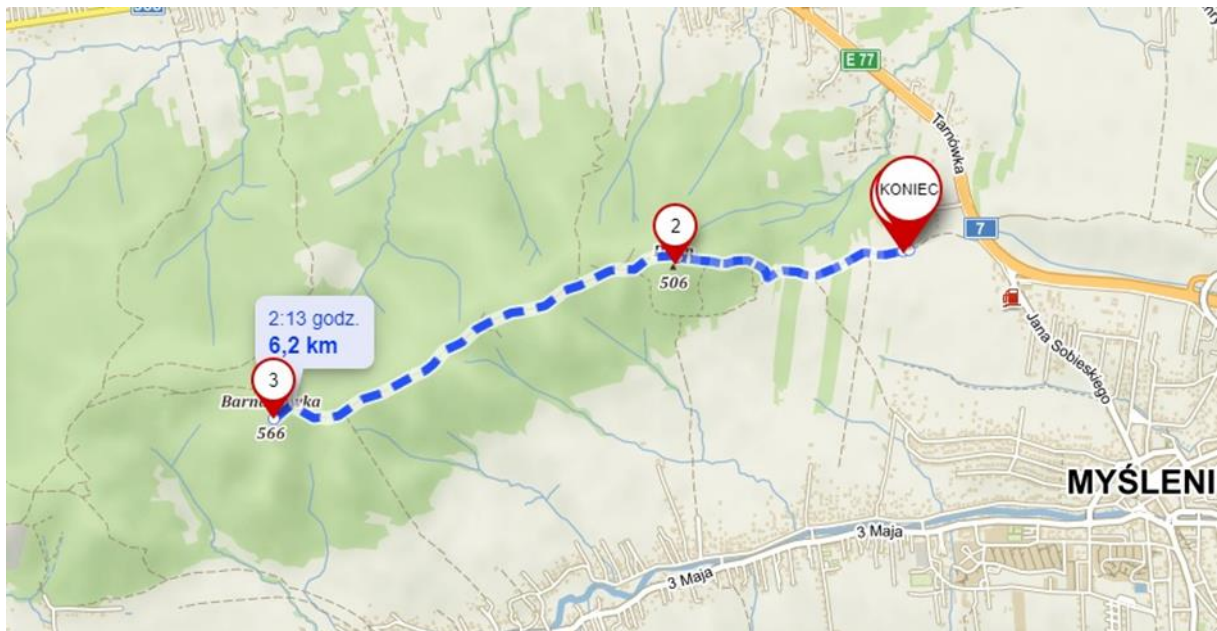 E 77
Tarnówka
KONIEC
7
2
506
2:13 godz.
6,2 km
3
566
Jana Sobieskiego
MYŚLENI
3 Maja
3 Maja